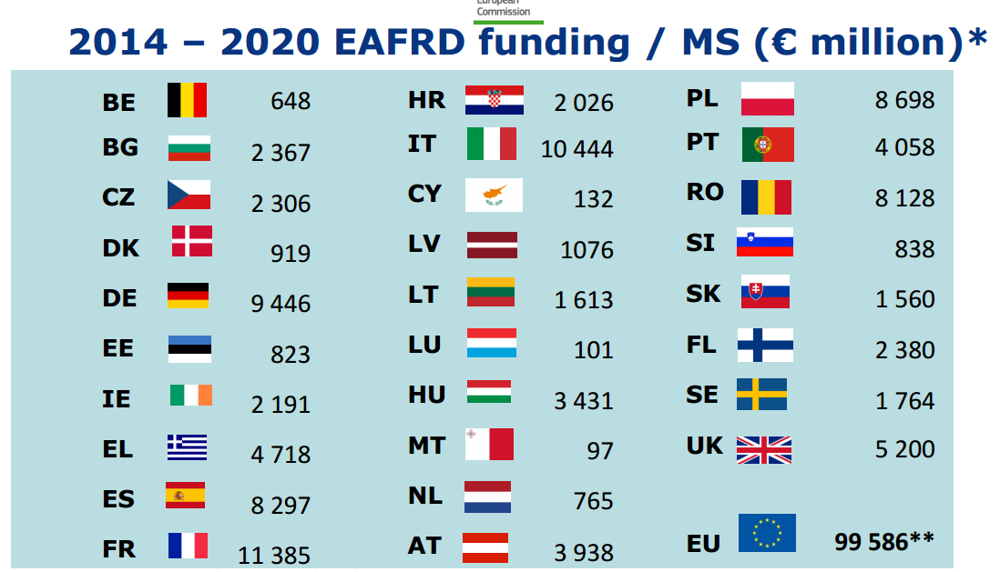 European
Commission
2014 – 2020 EAFRD funding / MS (€ million)*
BE 648
BG 2 367
CZ 2 306
DK 919
DE 9 446
EE 823
IE 2 191
EL 4 718
ES 8 297
FR 11 385
HR 2 026
IT 10 444
CY 132
LV 1076
LT 1 613
LU 101
HU 3 431
MT 97
NL 765
AT 3 938
PL 8 698
PT 4 058
RO 8 128
SI 838
SK 1 560
FL 2 380
SE 1 764
UK 5 200
EU 99 586**